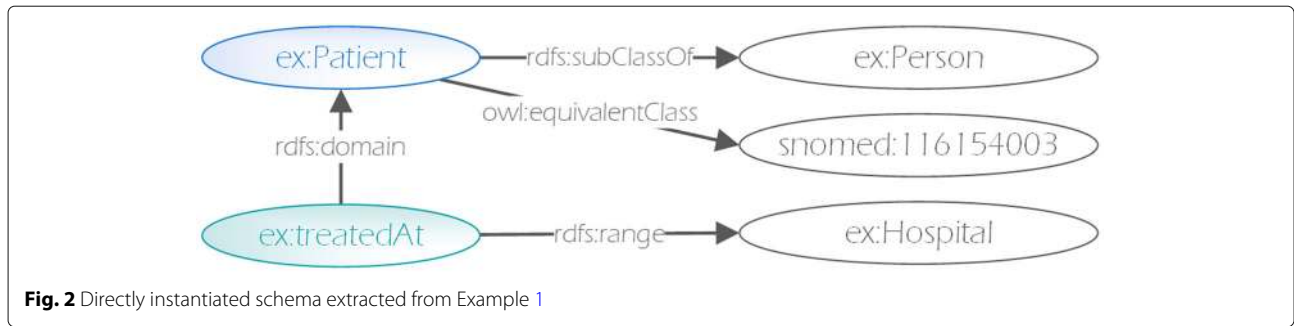 ex:Patient rdfs:subClassOf ex:Person
owl:equivalentClass
rdfs:domain snomed:116154003
ex:treatedAt rdfs:range ex:Hospital
Fig. 2 Directly instantiated schema extracted from Example 1